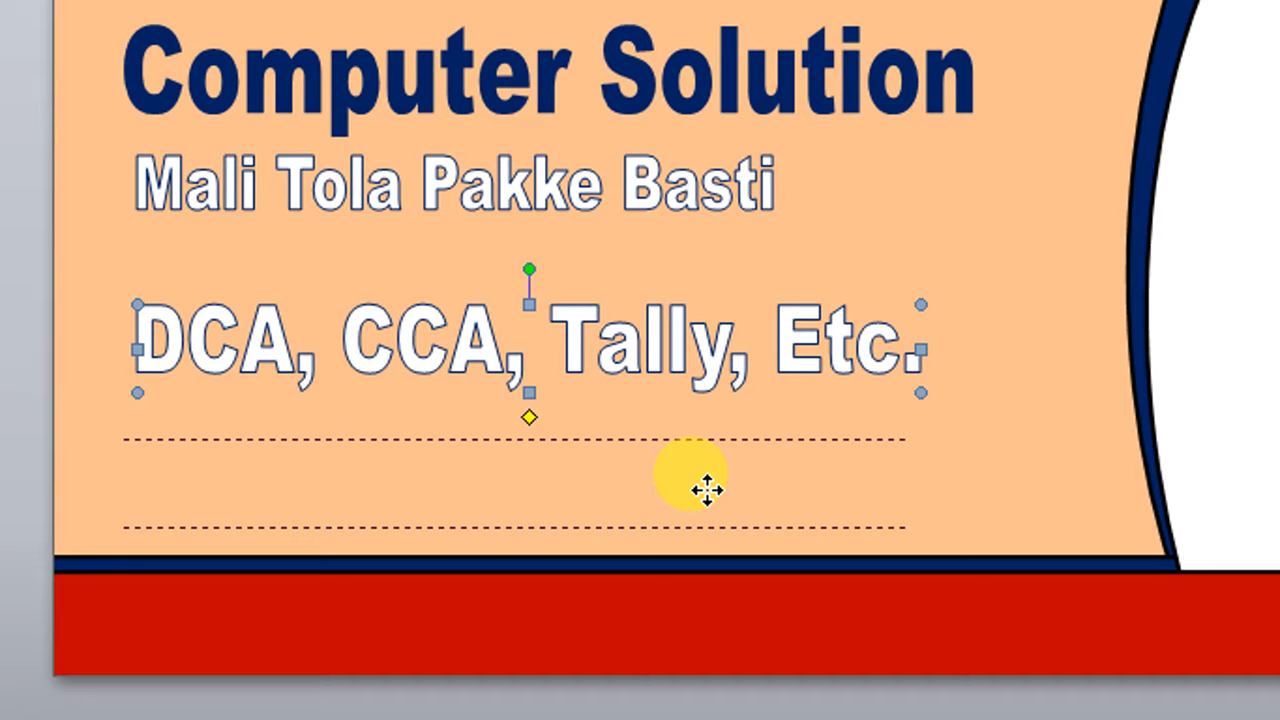 Computer Solution
Mali Tola Pakke Basti
DCA, CCA, Tally, Etc.